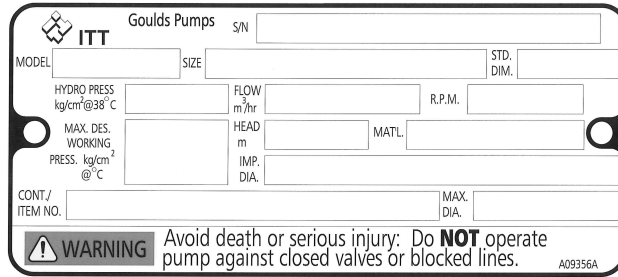 ITT Goulds Pumps S/N
MODEL SIZE STD. DIM.
HYDRO PRESS kg/cm²@38°C FLOW m³/hr R.P.M.
MAX. DES. WORKING PRESS. kg/cm² @°C HEAD m MAT'L.
IMP. DIA.
CONT./ ITEM NO. MAX. DIA.
WARNING Avoid death or serious injury: Do NOT operate
pump against closed valves or blocked lines.
A09356A